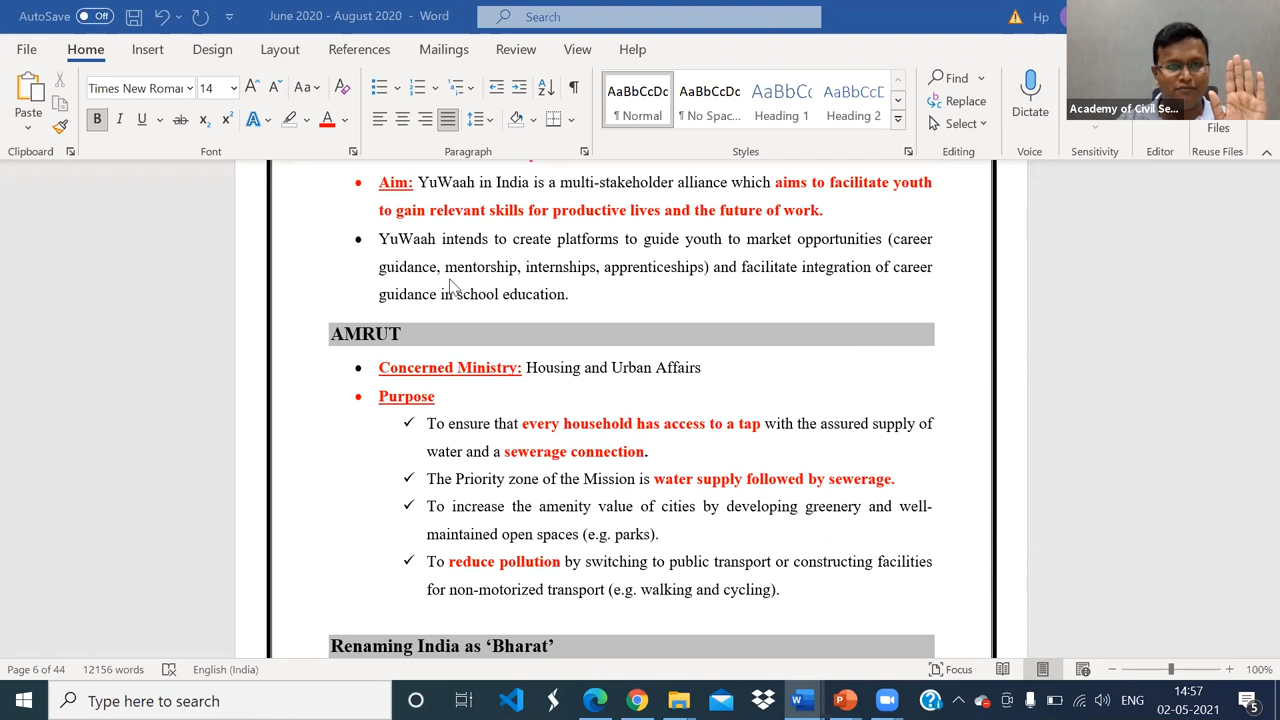 AutoSave Off June 2020 - August 2020 - Word Search Hp
File Home Insert Design Layout References Mailings Review View Help
Academy of Civil Se...
Paste Times New Roma 14 Aa AaBbCcDc AaBbCcDc AaBbCcD AaBbCcD Find Dictate
¶ Normal ¶ No Spac... Heading 1 Heading 2 Replace
Select Files
Clipboard Font Paragraph Styles Editing Voice Sensitivity Editor Reuse Files
• Aim: YuWaah in India is a multi-stakeholder alliance which aims to facilitate youth
to gain relevant skills for productive lives and the future of work.
• YuWaah intends to create platforms to guide youth to market opportunities (career
guidance, mentorship, internships, apprenticeships) and facilitate integration of career
guidance in school education.
AMRUT
• Concerned Ministry: Housing and Urban Affairs
• Purpose
✓ To ensure that every household has access to a tap with the assured supply of
water and a sewerage connection.
✓ The Priority zone of the Mission is water supply followed by sewerage.
✓ To increase the amenity value of cities by developing greenery and well-
maintained open spaces (e.g. parks).
✓ To reduce pollution by switching to public transport or constructing facilities
for non-motorized transport (e.g. walking and cycling).
Renaming India as ‘Bharat’
Page 6 of 44 12156 words English (India) Focus 100%
Type here to search ENG 14:57
02-05-2021 5